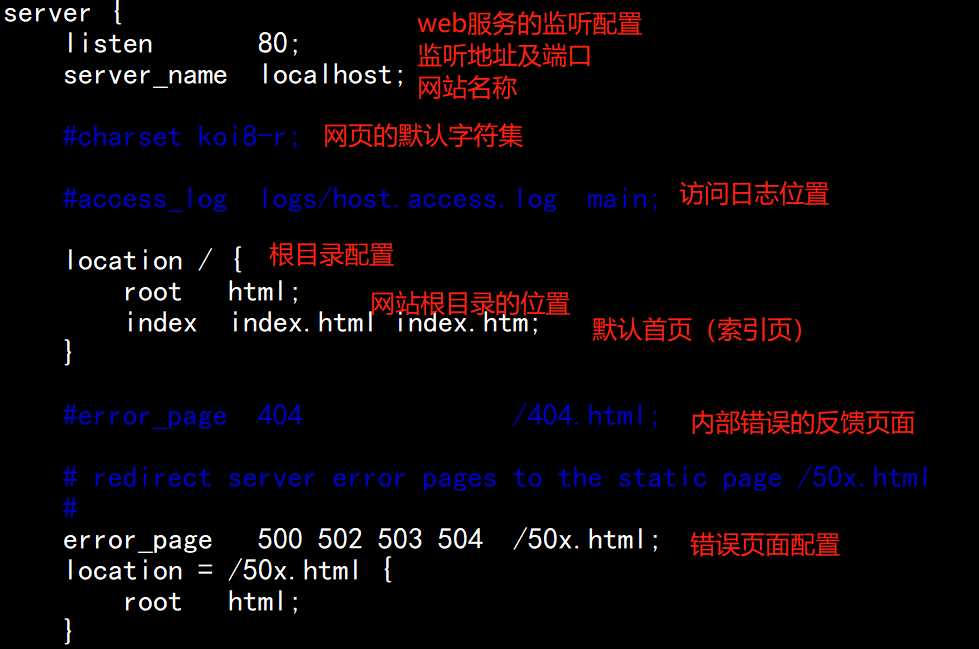 server {
web服务的监听配置
listen 80;
监听地址及端口
server_name localhost;
网站名称
#charset koi8-r;
网页的默认字符集
#access_log logs/host.access.log main;
访问日志位置
location / {
根目录配置
root html;
网站根目录的位置
index index.html index.htm;
默认首页（索引页）
}
#error_page 404 /404.html;
内部错误的反馈页面
# redirect server error pages to the static page /50x.html
#
error_page 500 502 503 504 /50x.html;
错误页面配置
location = /50x.html {
root html;
}